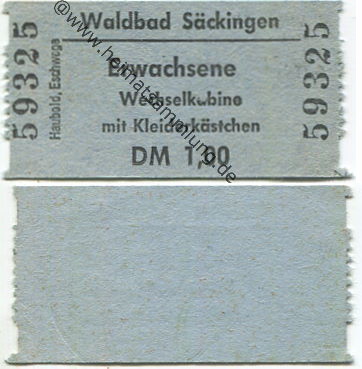 Waldbad Säckingen
Erwachsene
Wechselkabine
mit Kleiderkästchen
DM 1,00
59325
Haubold, Eschwege
59325
@www.heimatsammlung.de